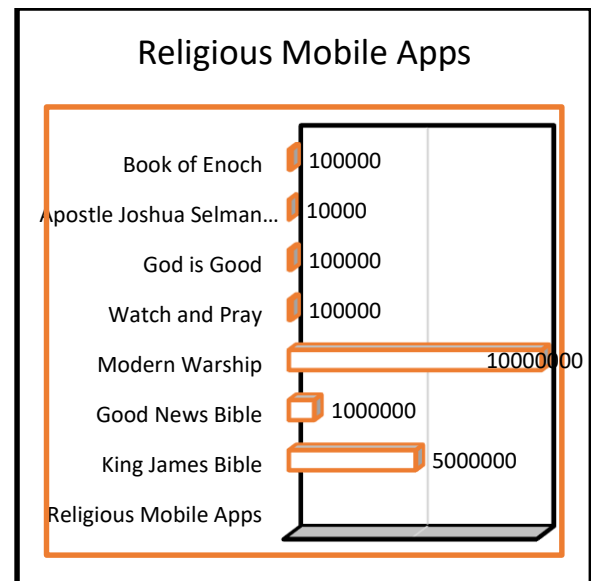 Religious Mobile Apps
Book of Enoch 100000
Apostle Joshua Selman... 10000
God is Good 100000
Watch and Pray 100000
Modern Warship 10000000
Good News Bible 1000000
King James Bible 5000000
Religious Mobile Apps